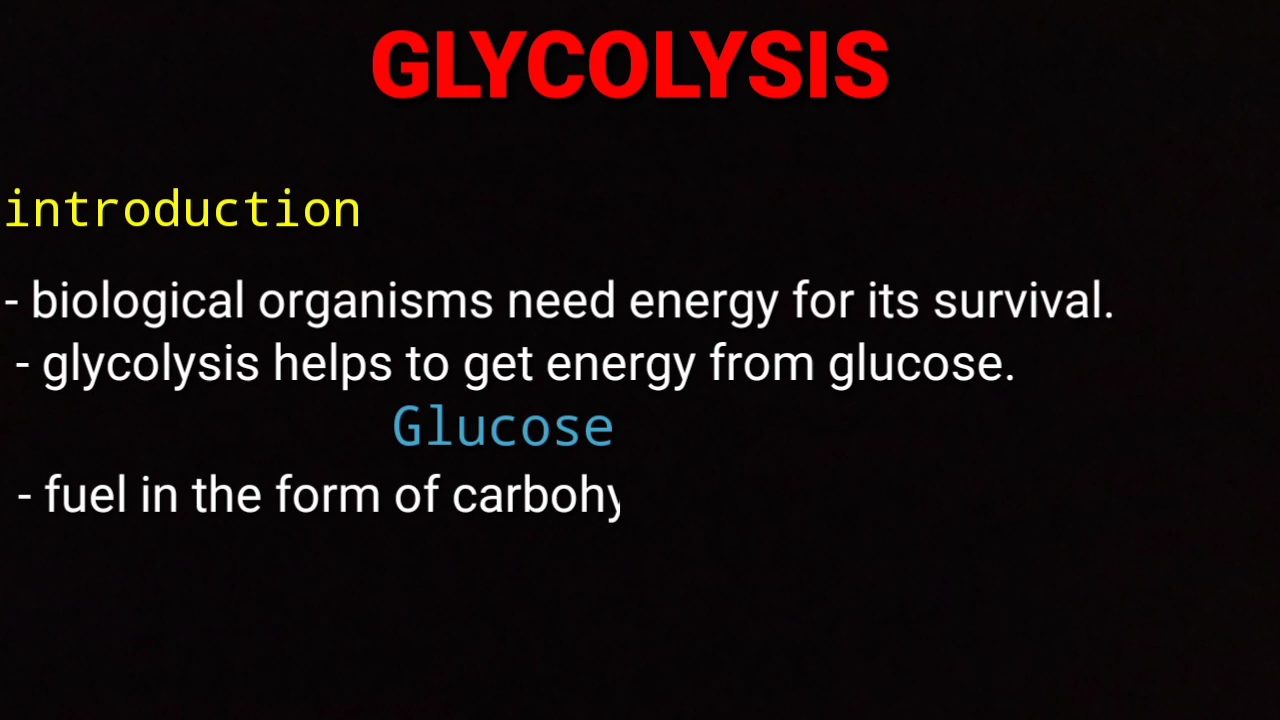 GLYCOLYSIS
introduction
- biological organisms need energy for its survival.
- glycolysis helps to get energy from glucose.
Glucose
- fuel in the form of carbohy